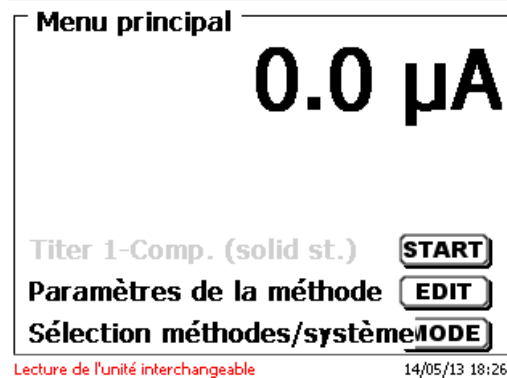 Menu principal
0.0 µA
Titer 1-Comp. (solid st.) START
Paramètres de la méthode EDIT
Sélection méthodes/système MODE
Lecture de l'unité interchangeable 14/05/13 18:26